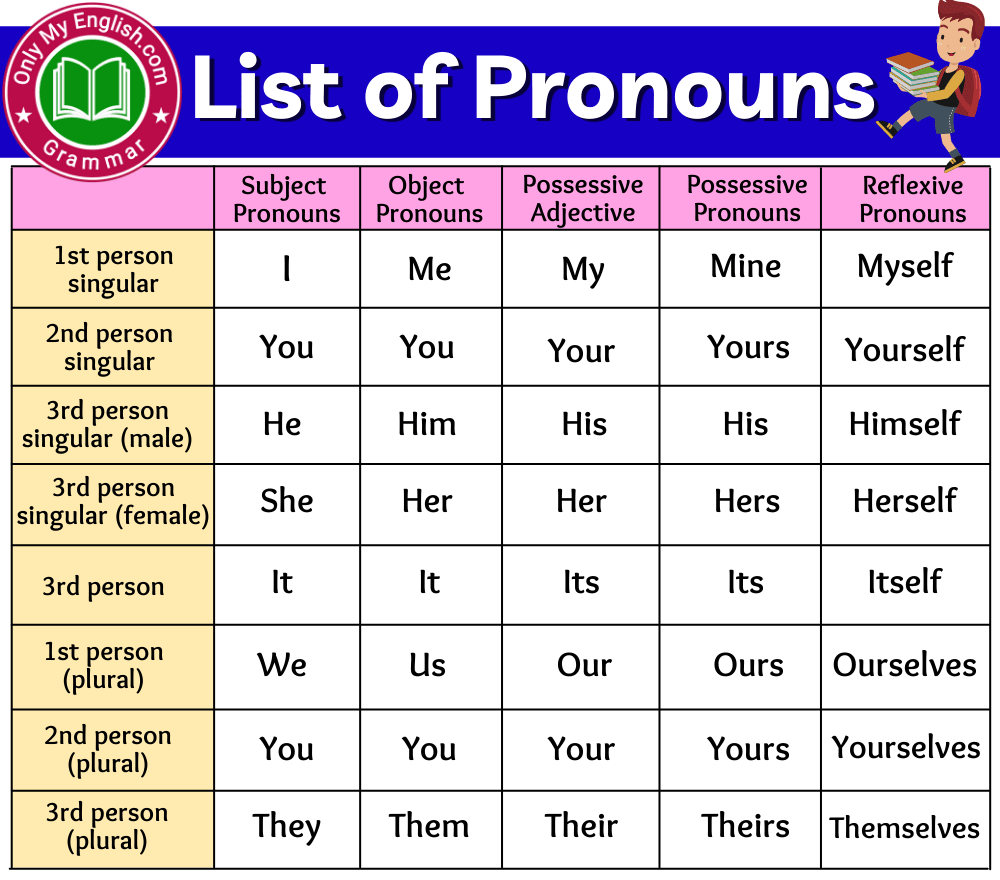 Only My English.com
Grammar
List of Pronouns
Subject Pronouns
Object Pronouns
Possessive Adjective
Possessive Pronouns
Reflexive Pronouns
1st person singular
I
Me
My
Mine
Myself
2nd person singular
You
You
Your
Yours
Yourself
3rd person singular (male)
He
Him
His
His
Himself
3rd person singular (female)
She
Her
Her
Hers
Herself
3rd person
It
It
Its
Its
Itself
1st person (plural)
We
Us
Our
Ours
Ourselves
2nd person (plural)
You
You
Your
Yours
Yourselves
3rd person (plural)
They
Them
Their
Theirs
Themselves